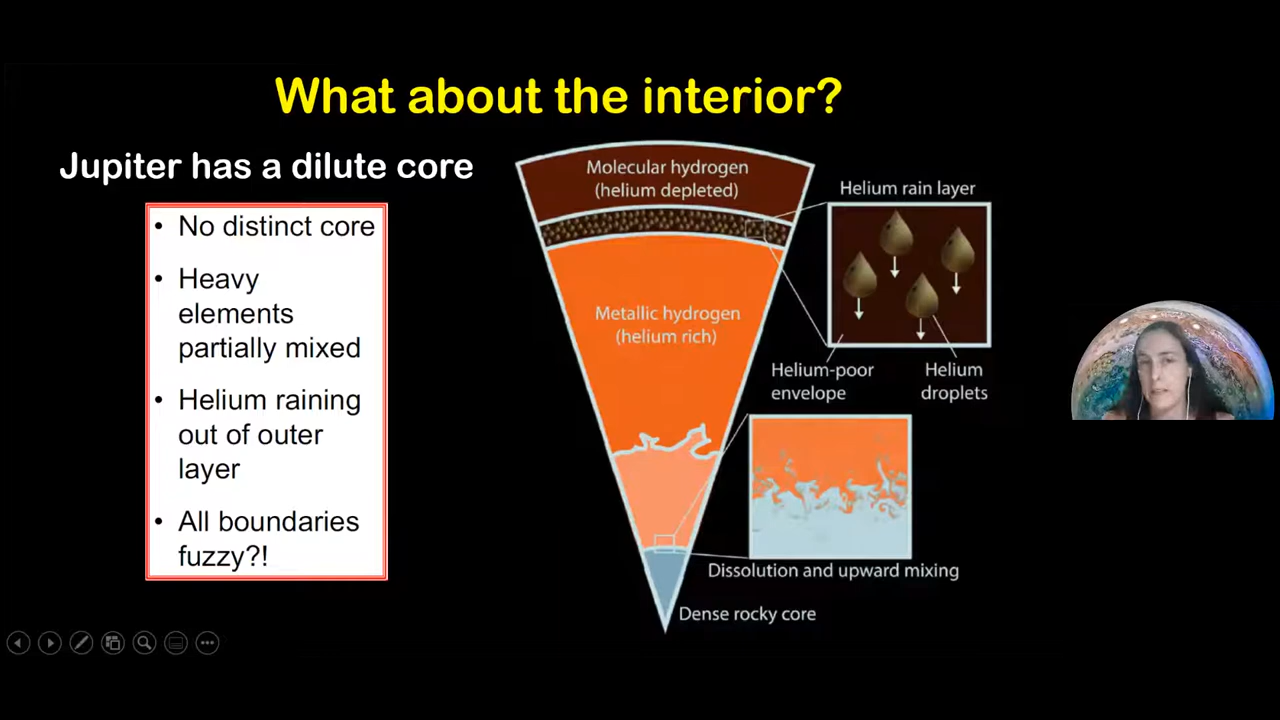 What about the interior?
Jupiter has a dilute core
• No distinct core
• Heavy
elements
partially mixed
• Helium raining
out of outer
layer
• All boundaries
fuzzy?!
Molecular hydrogen
(helium depleted)
Metallic hydrogen
(helium rich)
Helium rain layer
Helium-poor
envelope
Helium
droplets
Dissolution and upward mixing
Dense rocky core